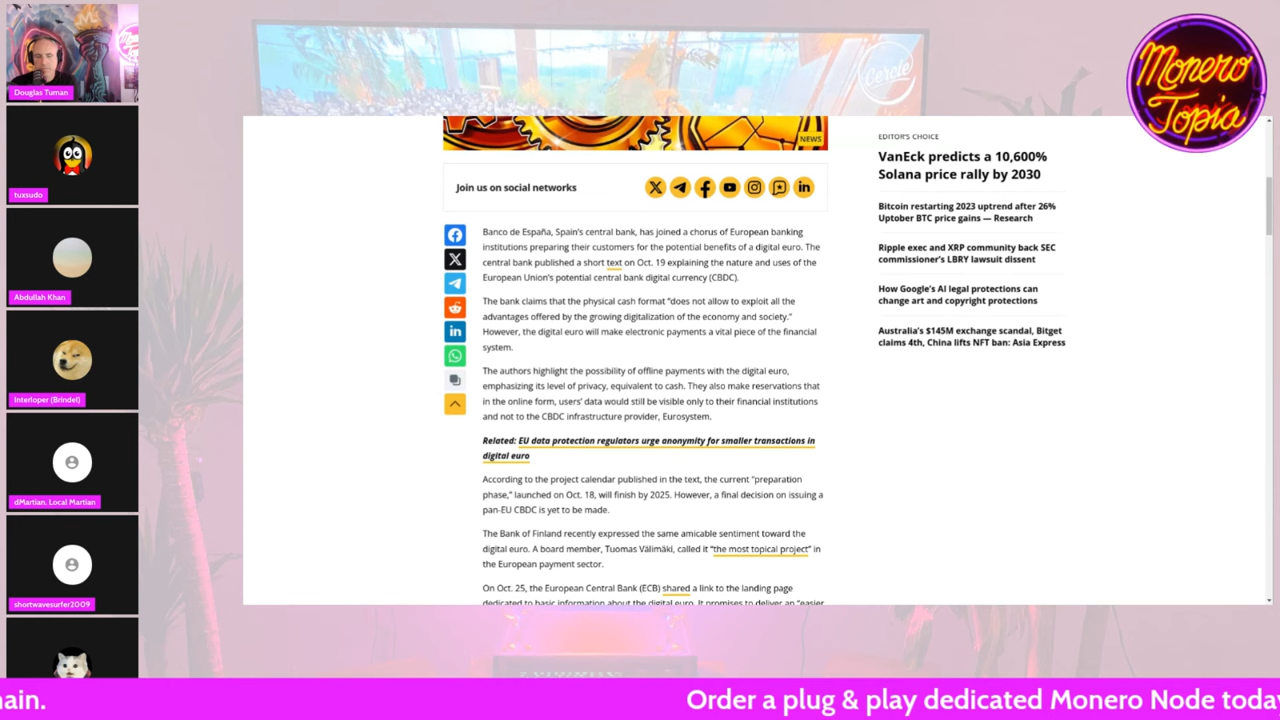 Douglas Tuman
tuxsudo
Abdullah Khan
Interloper (Brindel)
dMartian. Local Martian
shortwavesurfer2009
Cercle
Monero
Topia
NEWS
Join us on social networks
Banco de España, Spain's central bank, has joined a chorus of European banking
institutions preparing their customers for the potential benefits of a digital euro. The
central bank published a short text on Oct. 19 explaining the nature and uses of the
European Union's potential central bank digital currency (CBDC).
The bank claims that the physical cash format "does not allow to exploit all the
advantages offered by the growing digitalization of the economy and society."
However, the digital euro will make electronic payments a vital piece of the financial
system.
The authors highlight the possibility of offline payments with the digital euro,
emphasizing its level of privacy, equivalent to cash. They also make reservations that
in the online form, users' data would still be visible only to their financial institutions
and not to the CBDC infrastructure provider, Eurosystem.
Related: EU data protection regulators urge anonymity for smaller transactions in
digital euro
According to the project calendar published in the text, the current "preparation
phase," launched on Oct. 18, will finish by 2025. However, a final decision on issuing a
pan-EU CBDC is yet to be made.
The Bank of Finland recently expressed the same amicable sentiment toward the
digital euro. A board member, Tuomas Välimäki, called it "the most topical project" in
the European payment sector.
On Oct. 25, the European Central Bank (ECB) shared a link to the landing page
dedicated to basic information about the digital euro. It promises to deliver an "easier
EDITOR'S CHOICE
VanEck predicts a 10,600%
Solana price rally by 2030
Bitcoin restarting 2023 uptrend after 26%
Uptober BTC price gains — Research
Ripple exec and XRP community back SEC
commissioner's LBRY lawsuit dissent
How Google's AI legal protections can
change art and copyright protections
Australia's $145M exchange scandal, Bitget
claims 4th, China lifts NFT ban: Asia Express
ain. Order a plug & play dedicated Monero Node today